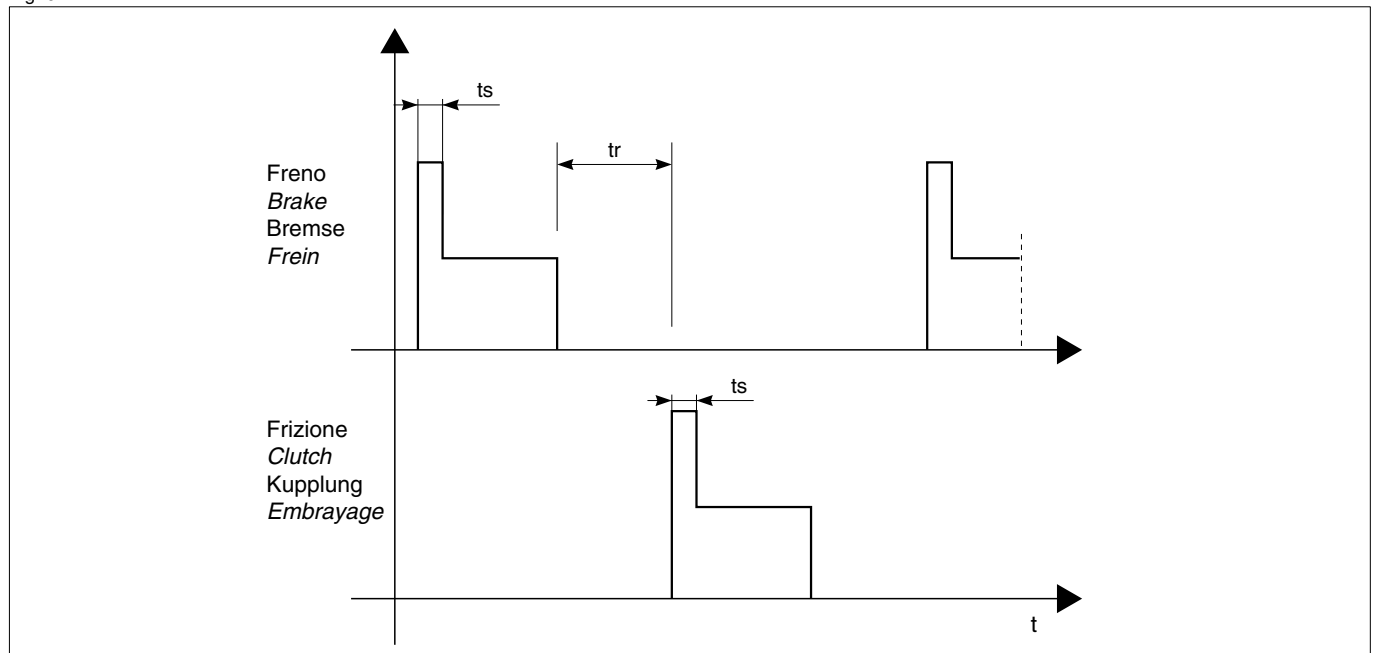 ts
tr
Freno
Brake
Bremse
Frein
ts
Frizione
Clutch
Kupplung
Embrayage
t